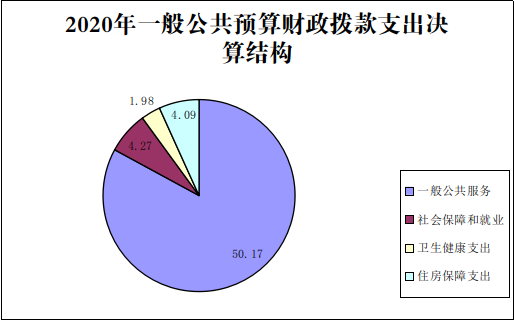 2020年一般公共预算财政拨款支出决
算结构
1.98
4.09
4.27
50.17
一般公共服务
社会保障和就业
卫生健康支出
住房保障支出